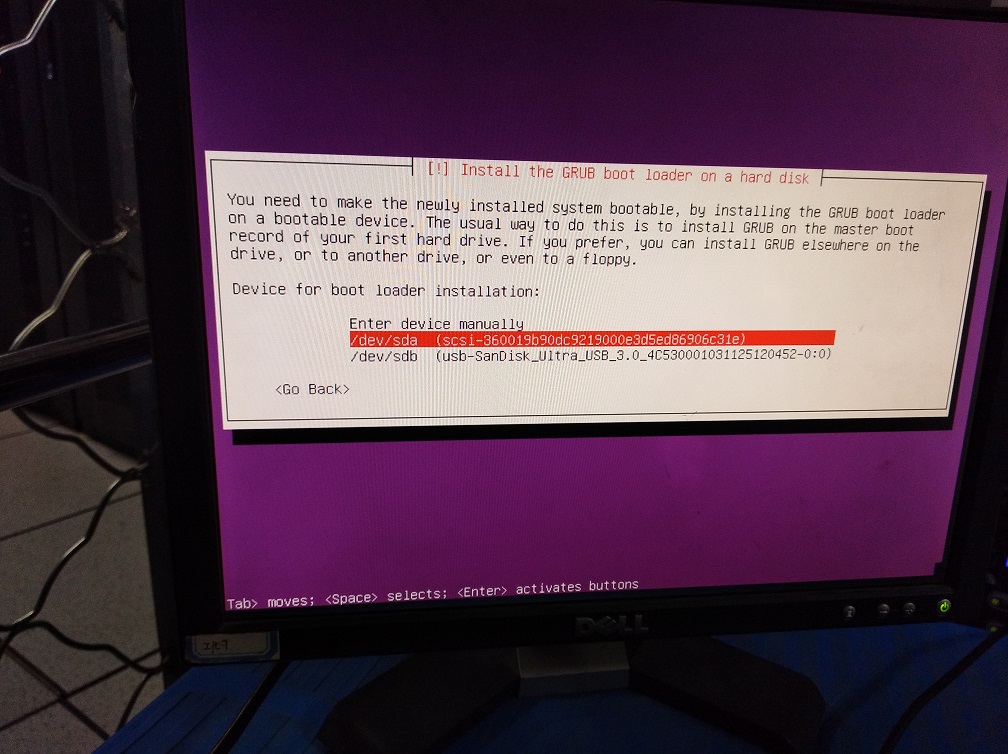 [!] Install the GRUB boot loader on a hard disk
You need to make the newly installed system bootable, by installing the GRUB boot loader
on a bootable device. The usual way to do this is to install GRUB on the master boot
record of your first hard drive. If you prefer, you can install GRUB elsewhere on the
drive, or to another drive, or even to a floppy.
Device for boot loader installation:
Enter device manually
/dev/sda (scsi-360019b90dc9219000e3d5ed86906c31e)
/dev/sdb (usb-SanDisk_Ultra_USB_3.0_4C530001031125120452-0:0)
<Go Back>
Tab> moves; <Space> selects; <Enter> activates buttons
DELL